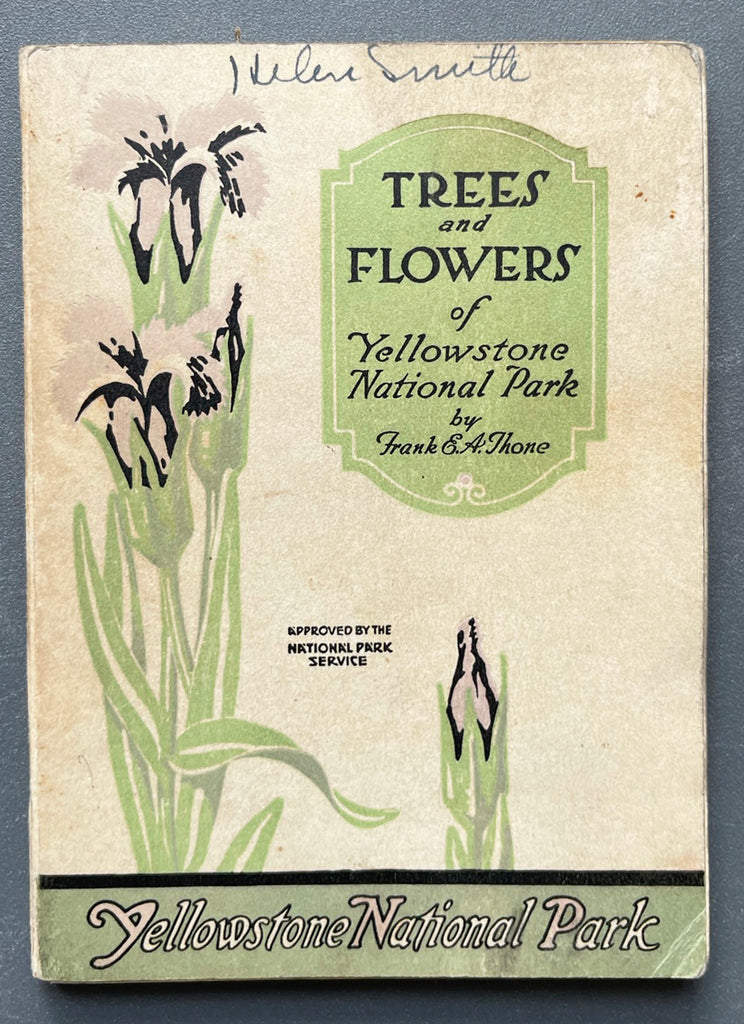 Helen Smith
TREES
and
FLOWERS
of
Yellowstone
National Park
by
Frank E. A. Thone
APPROVED BY THE
NATIONAL PARK
SERVICE
Yellowstone National Park